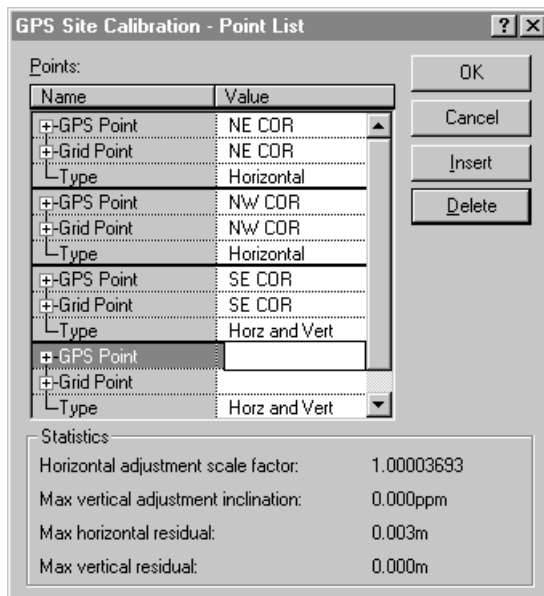 GPS Site Calibration - Point List
Points:
Name Value
GPS Point NE COR
Grid Point NE COR
Type Horizontal
GPS Point NW COR
Grid Point NW COR
Type Horizontal
GPS Point SE COR
Grid Point SE COR
Type Horz and Vert
GPS Point
Grid Point
Type Horz and Vert
OK
Cancel
Insert
Delete
Statistics
Horizontal adjustment scale factor: 1.00003693
Max vertical adjustment inclination: 0.000ppm
Max horizontal residual: 0.003m
Max vertical residual: 0.000m